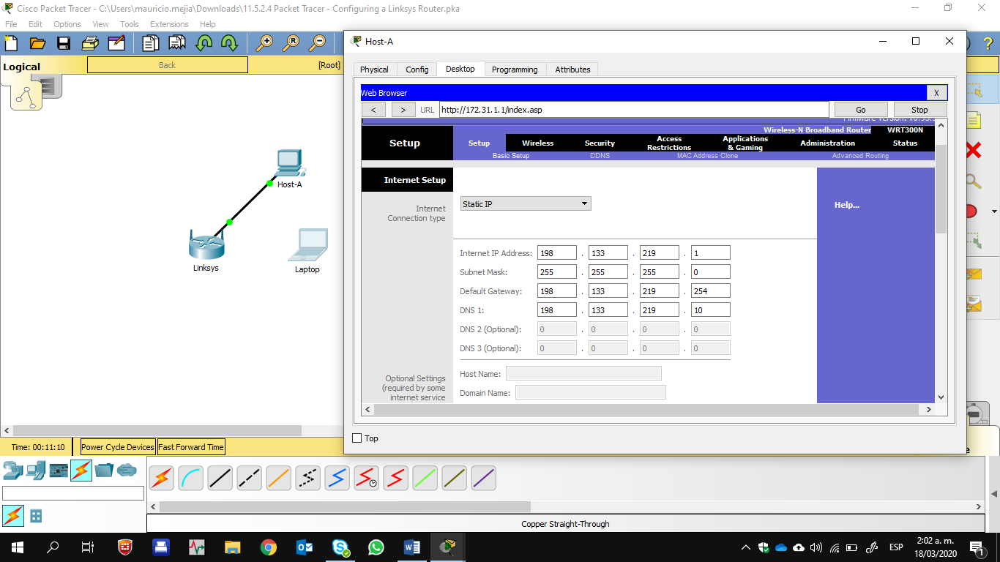 Cisco Packet Tracer - C:\Users\mauricio.mejia\Downloads\11.5.2.4 Packet Tracer - Configuring a Linksys Router.pka
File Edit Options View Tools Extensions Help
Logical
Back
[Root]
Host-A
Linksys
Laptop
Host-A
Physical Config Desktop Programming Attributes
Web Browser X
< > URL http://172.31.1.1/index.asp Go Stop
Wireless-N Broadband Router WRT300N
Setup
Setup Wireless Security Access Restrictions Applications & Gaming Administration Status
Basic Setup DDNS MAC Address Clone Advanced Routing
Internet Setup
Internet
Connection type
Static IP
Help...
Internet IP Address: 198 . 133 . 219 . 1
Subnet Mask: 255 . 255 . 255 . 0
Default Gateway: 198 . 133 . 219 . 254
DNS 1: 198 . 133 . 219 . 10
DNS 2 (Optional): 0 . 0 . 0 . 0
DNS 3 (Optional): 0 . 0 . 0 . 0
Optional Settings
(required by some
internet service
Host Name:
Domain Name:
Top
Time: 00:11:10 Power Cycle Devices Fast Forward Time
Copper Straight-Through
ESP
2:02 a. m.
18/03/2020
1